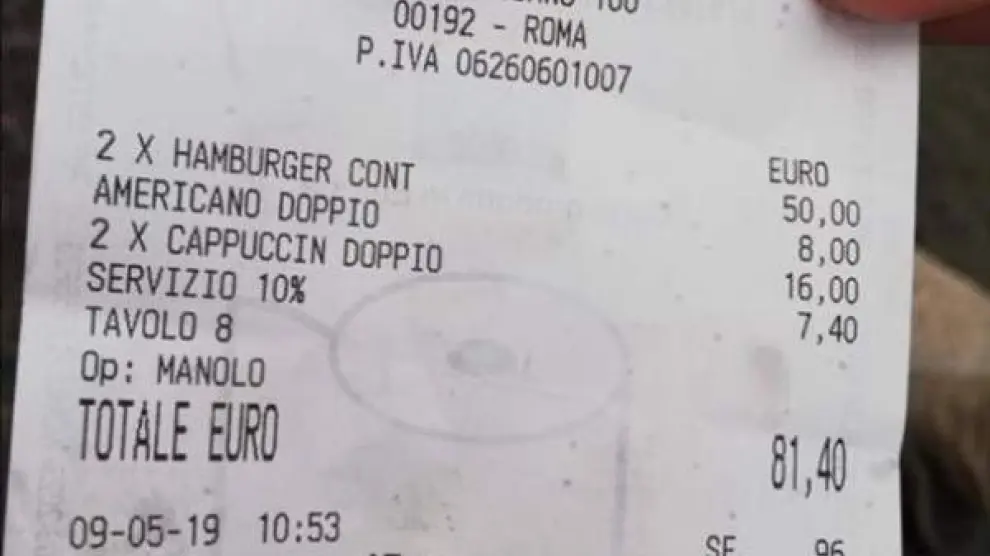 00192 - ROMA
P.IVA 06260601007
EURO
2 X HAMBURGER CONT 50,00
AMERICANO DOPPIO 8,00
2 X CAPPUCCIN DOPPIO 16,00
SERVIZIO 10% 7,40
TAVOLO 8
Op: MANOLO
TOTALE EURO 81,40
09-05-19 10:53
SF 96